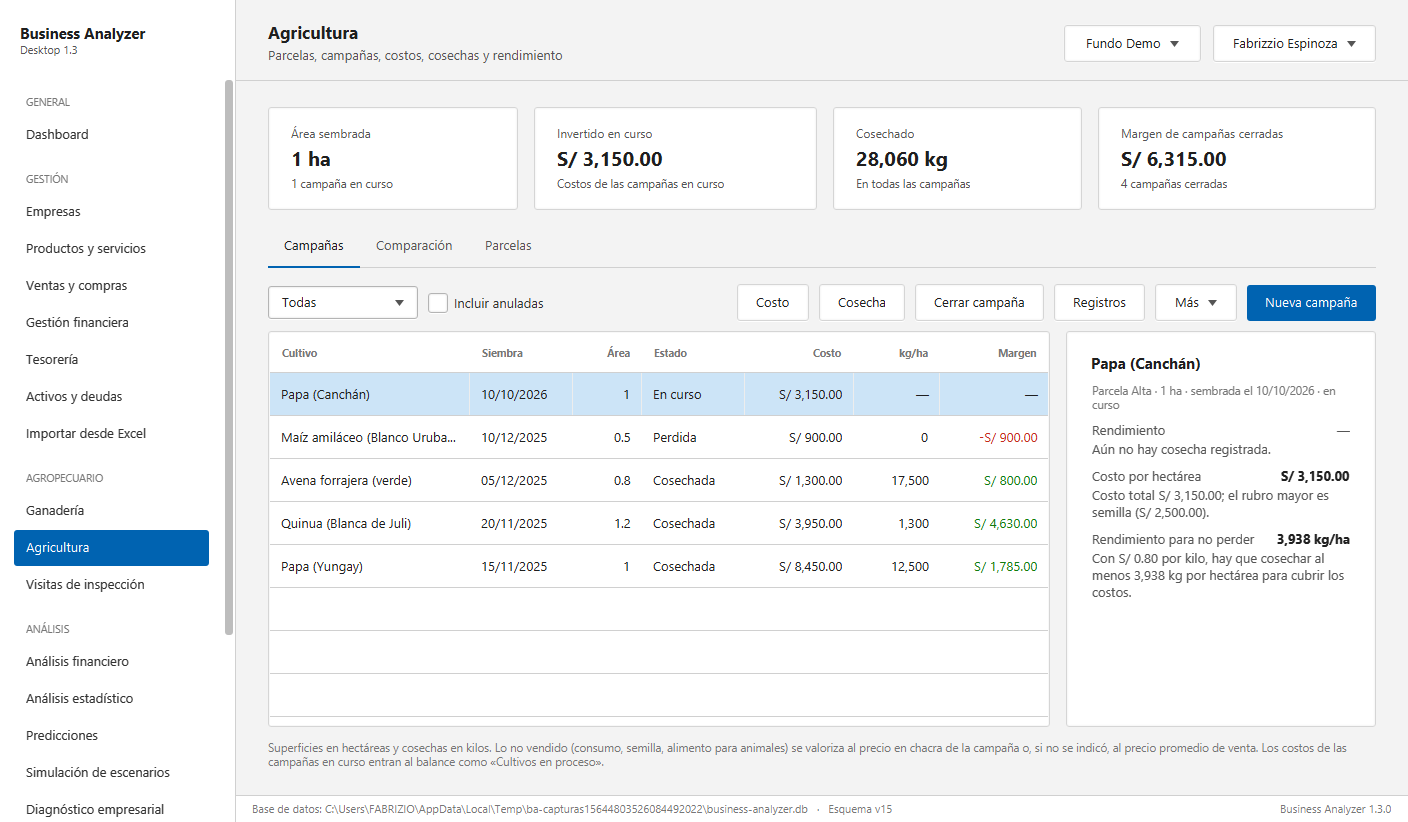 Business Analyzer
Desktop 1.3
GENERAL
Dashboard
GESTIÓN
Empresas
Productos y servicios
Ventas y compras
Gestión financiera
Tesorería
Activos y deudas
Importar desde Excel
AGROPECUARIO
Ganadería
Agricultura
Visitas de inspección
ANÁLISIS
Análisis financiero
Análisis estadístico
Predicciones
Simulación de escenarios
Diagnóstico empresarial
Agricultura
Parcelas, campañas, costos, cosechas y rendimiento
Fundo Demo
Fabrizzio Espinoza
Área sembrada
1 ha
1 campaña en curso
Invertido en curso
S/ 3,150.00
Costos de las campañas en curso
Cosechado
28,060 kg
En todas las campañas
Margen de campañas cerradas
S/ 6,315.00
4 campañas cerradas
Campañas Comparación Parcelas
Todas Incluir anuladas Costo Cosecha Cerrar campaña Registros Más Nueva campaña
Cultivo Siembra Área Estado Costo kg/ha Margen
Papa (Canchán) 10/10/2026 1 En curso S/ 3,150.00 — —
Maíz amiláceo (Blanco Uruba... 10/12/2025 0.5 Perdida S/ 900.00 0 -S/ 900.00
Avena forrajera (verde) 05/12/2025 0.8 Cosechada S/ 1,300.00 17,500 S/ 800.00
Quinua (Blanca de Juli) 20/11/2025 1.2 Cosechada S/ 3,950.00 1,300 S/ 4,630.00
Papa (Yungay) 15/11/2025 1 Cosechada S/ 8,450.00 12,500 S/ 1,785.00
Papa (Canchán)
Parcela Alta · 1 ha · sembrada el 10/10/2026 · en
curso
Rendimiento —
Aún no hay cosecha registrada.
Costo por hectárea S/ 3,150.00
Costo total S/ 3,150.00; el rubro mayor es
semilla (S/ 2,500.00).
Rendimiento para no perder 3,938 kg/ha
Con S/ 0.80 por kilo, hay que cosechar al
menos 3,938 kg por hectárea para cubrir los
costos.
Superficies en hectáreas y cosechas en kilos. Lo no vendido (consumo, semilla, alimento para animales) se valoriza al precio en chacra de la campaña o, si no se indicó, al precio promedio de venta. Los costos de las
campañas en curso entran al balance como «Cultivos en proceso».
Base de datos: C:\Users\FABRIZIO\AppData\Local\Temp\ba-capturas15644803526084492022\business-analyzer.db · Esquema v15
Business Analyzer 1.3.0